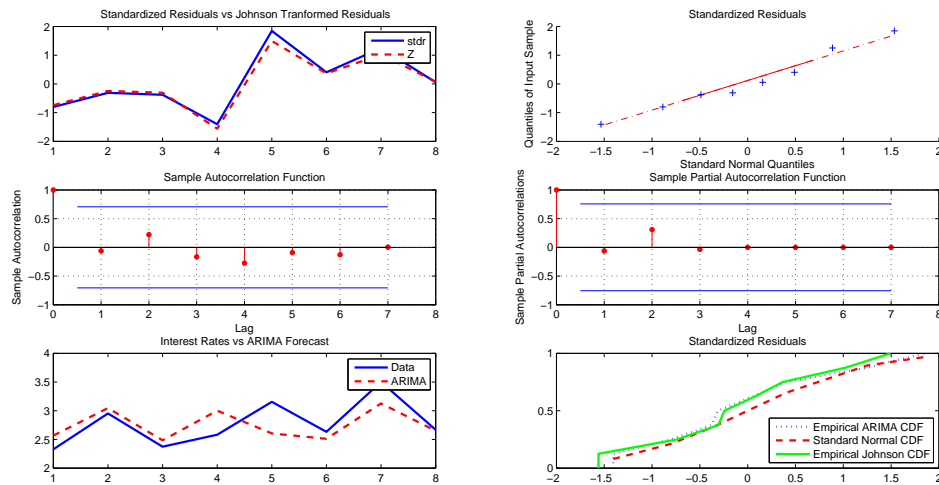 Standardized Residuals vs Johnson Tranformed Residuals
2
1
0
−1
−2
1 2 3 4 5 6 7 8
stdr
Z
Standardized Residuals
Quantiles of Input Sample
2
1
0
−1
−2
−2 −1.5 −1 −0.5 0 0.5 1 1.5 2
Standard Normal Quantiles
Sample Autocorrelation Function
Sample Autocorrelation
1
0.5
0
−0.5
−1
0 1 2 3 4 5 6 7 8
Lag
Sample Partial Autocorrelation Function
Sample Partial Autocorrelations
1
0.5
0
−0.5
−1
0 1 2 3 4 5 6 7 8
Lag
Interest Rates vs ARIMA Forecast
4
3.5
3
2.5
2
1 2 3 4 5 6 7 8
Data
ARIMA
Standardized Residuals
1
0.5
0
−2 −1.5 −1 −0.5 0 0.5 1 1.5 2
Empirical ARIMA CDF
Standard Normal CDF
Empirical Johnson CDF